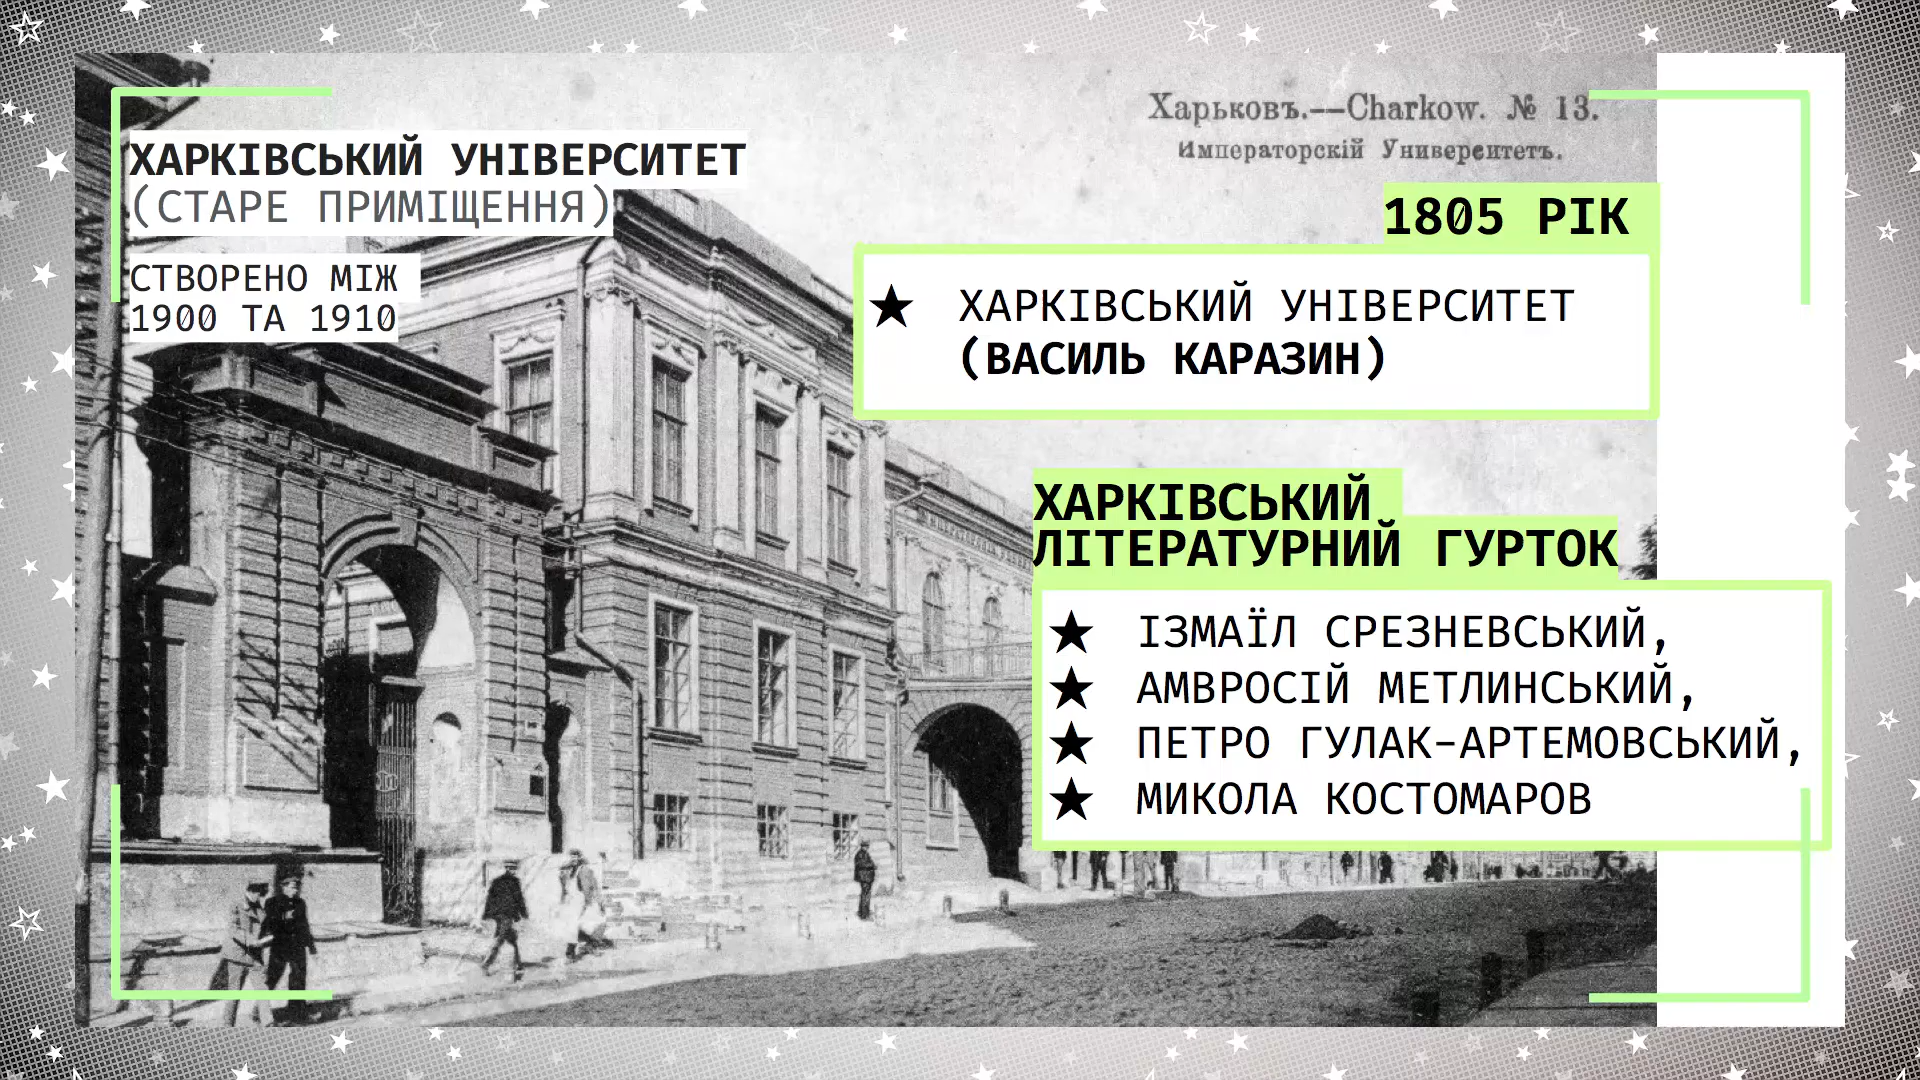 ХАРКІВСЬКИЙ УНІВЕРСИТЕТ
(СТАРЕ ПРИМІЩЕННЯ)
СТВОРЕНО МІЖ
1900 ТА 1910
Харьковъ.—Charkow. № 13.
Императорскій Университетъ.
1805 РІК
★ ХАРКІВСЬКИЙ УНІВЕРСИТЕТ
(ВАСИЛЬ КАРАЗИН)
ХАРКІВСЬКИЙ
ЛІТЕРАТУРНИЙ ГУРТОК
★ ІЗМАЇЛ СРЕЗНЕВСЬКИЙ,
★ АМВРОСІЙ МЕТЛИНСЬКИЙ,
★ ПЕТРО ГУЛАК-АРТЕМОВСЬКИЙ,
★ МИКОЛА КОСТОМАРОВ